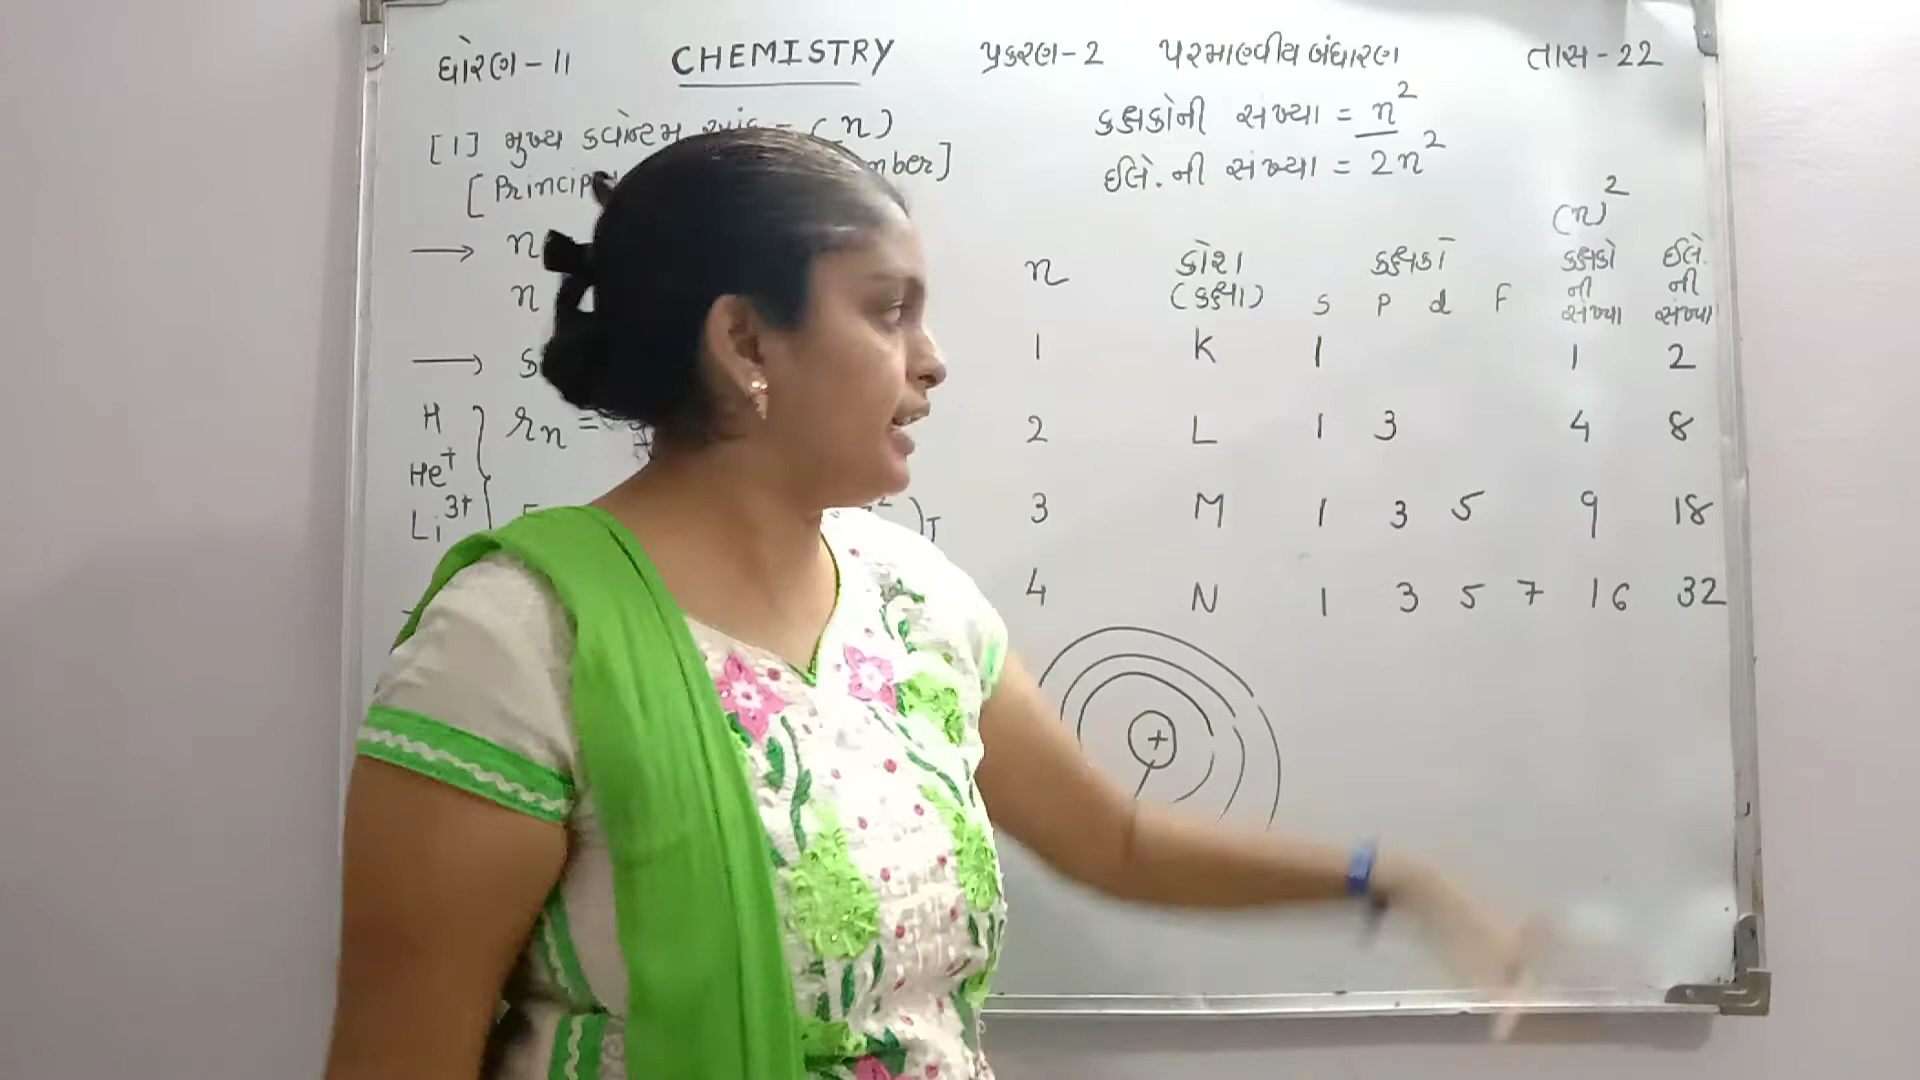 ધોરણ - 11 CHEMISTRY પ્રકરણ - 2 પરમાણ્વીય બંધારણ તાસ - 22
[1] મુખ્ય ક્વોન્ટમ (n)
[Princip mber]
→ n
n
→ ક
H
He⁺
Li³⁺
rn =
કક્ષકોની સંખ્યા = n²
ઈલે. ની સંખ્યા = 2n²
(n)²
n કોશ (કક્ષા) કક્ષકો કક્ષકો ની સંખ્યા ઈલે. ની સંખ્યા
s p d f
1 K 1 1 2
2 L 1 3 4 8
3 M 1 3 5 9 18
4 N 1 3 5 7 16 32
+